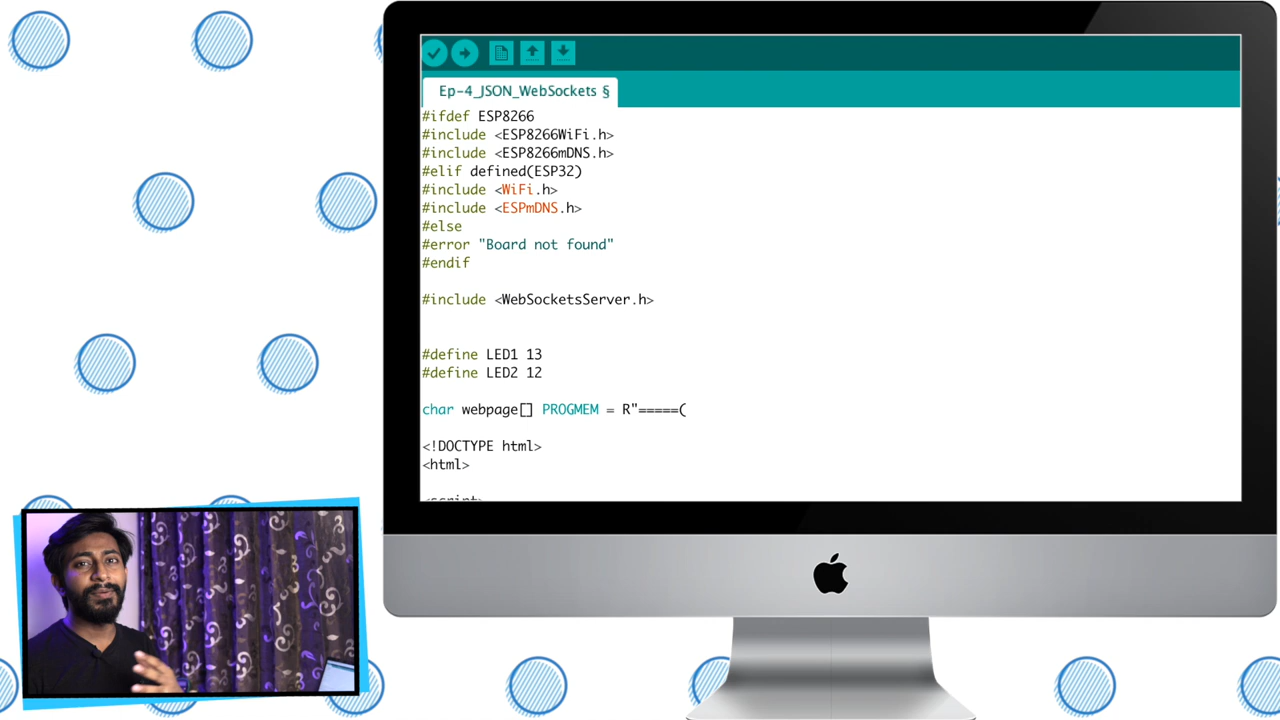 Ep-4_JSON_WebSockets §
#ifdef ESP8266
#include <ESP8266WiFi.h>
#include <ESP8266mDNS.h>
#elif defined(ESP32)
#include <WiFi.h>
#include <ESPmDNS.h>
#else
#error "Board not found"
#endif
#include <WebSocketsServer.h>
#define LED1 13
#define LED2 12
char webpage[] PROGMEM = R"=====(
<!DOCTYPE html>
<html>
<script>